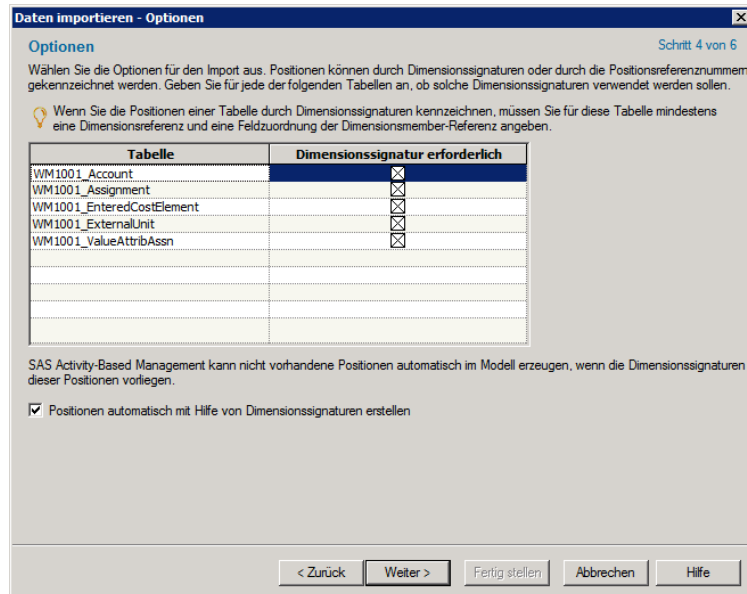 Daten importieren - Optionen
Optionen
Schritt 4 von 6
Wählen Sie die Optionen für den Import aus. Positionen können durch Dimensionssignaturen oder durch die Positionsreferenznummern
gekennzeichnet werden. Geben Sie für jede der folgenden Tabellen an, ob solche Dimensionssignaturen verwendet werden sollen.
Wenn Sie die Positionen einer Tabelle durch Dimensionssignaturen kennzeichnen, müssen Sie für diese Tabelle mindestens
eine Dimensionsreferenz und eine Feldzuordnung der Dimensionsmember-Referenz angeben.
Tabelle Dimensionssignatur erforderlich
WM1001_Account
WM1001_Assignment
WM1001_EnteredCostElement
WM1001_ExternalUnit
WM1001_ValueAttribAssn
SAS Activity-Based Management kann nicht vorhandene Positionen automatisch im Modell erzeugen, wenn die Dimensionssignaturen
dieser Positionen vorliegen.
Positionen automatisch mit Hilfe von Dimensionssignaturen erstellen
< Zurück Weiter > Fertig stellen Abbrechen Hilfe